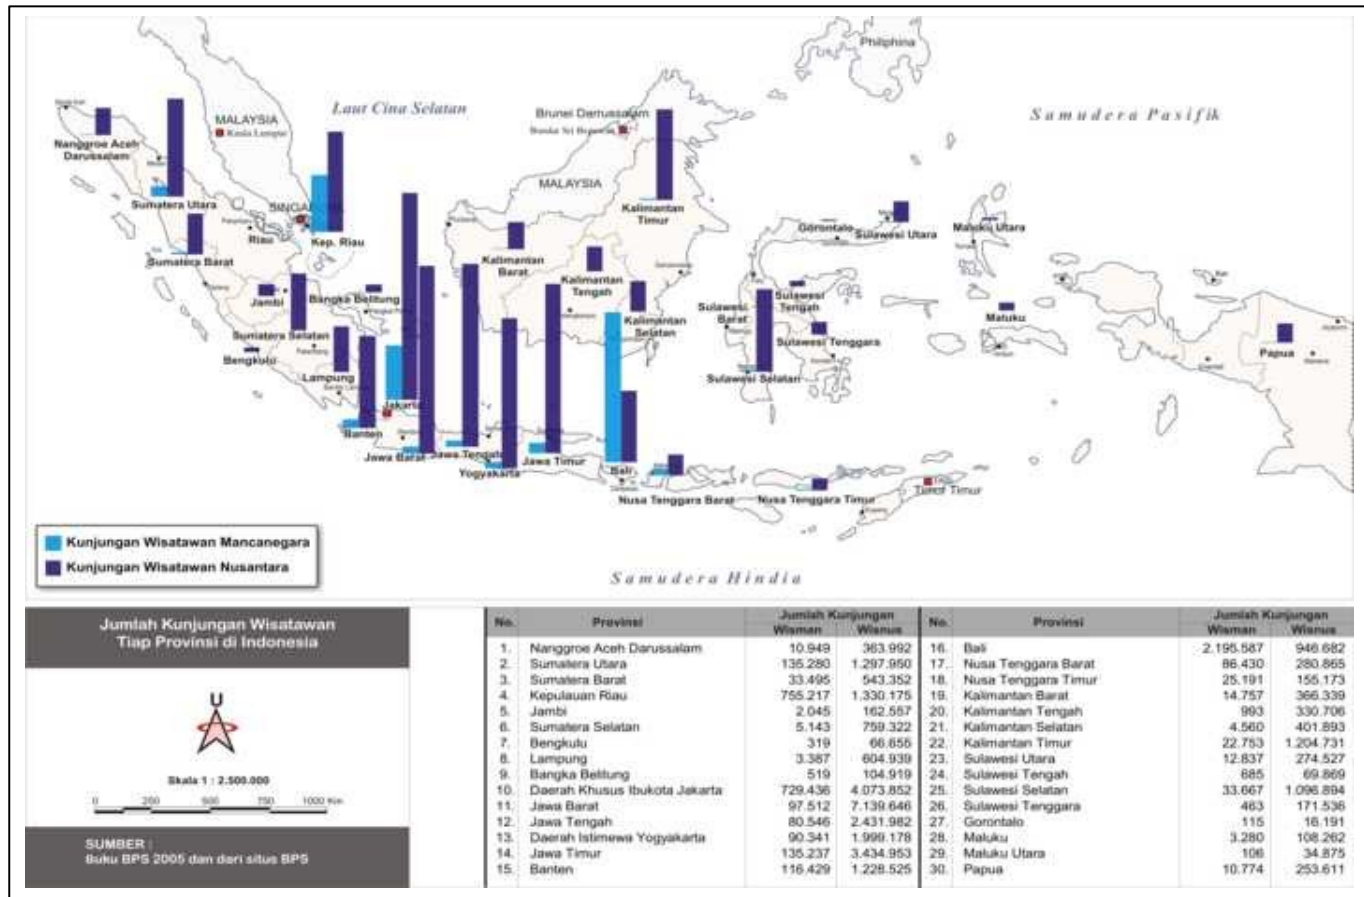 Philiphina
Laut Cina Selatan
Samudera Pasifik
MALAYSIA
Kuala Lumpur
Brunei Darrussalam
Bandar Sri Begawan
Nanggroe Aceh
Darussalam
MALAYSIA
Sumatera Utara
SINGA
Riau
Kep. Riau
Kalimantan
Timur
Gorontalo
Sulawesi Utara
Maluku Utara
Sumatera Barat
Kalimantan
Barat
Kalimantan
Tengah
Jambi
Bangka Belitung
Sulawesi
Barat
Sulawesi
Tengah
Maluku
Sumatera Selatan
Kalimantan
Selatan
Sulawesi Tenggara
Bengkulu
Papua
Lampung
Sulawesi Selatan
Jakarta
Banten
Jawa Barat
Jawa Tengah
Yogyakarta
Jawa Timur
Bali
Nusa Tenggara Barat
Nusa Tenggara Timur
Timor Timur
Kunjungan Wisatawan Mancanegara
Kunjungan Wisatawan Nusantara
Samudera Hindia
Jumlah Kunjungan Wisatawan
Tiap Provinsi di Indonesia
U
Skala 1 : 2.500.000
0 250 500 750 1000 Km
SUMBER :
Buku BPS 2005 dan dari situs BPS
No. Provinsi Jumlah Kunjungan No. Provinsi Jumlah Kunjungan
Wisman Wisnus Wisman Wisnus
1. Nanggroe Aceh Darussalam 10.949 363.992 16. Bali 2.195.587 946.682
2. Sumatera Utara 135.280 1.297.950 17. Nusa Tenggara Barat 86.430 280.865
3. Sumatera Barat 33.495 543.352 18. Nusa Tenggara Timur 25.191 155.173
4. Kepulauan Riau 755.217 1.330.175 19. Kalimantan Barat 14.757 366.339
5. Jambi 2.045 162.557 20. Kalimantan Tengah 993 330.706
6. Sumatera Selatan 5.143 759.322 21. Kalimantan Selatan 4.560 401.893
7. Bengkulu 319 66.655 22. Kalimantan Timur 22.753 1.204.731
8. Lampung 3.387 604.939 23. Sulawesi Utara 12.837 274.527
9. Bangka Belitung 519 104.919 24. Sulawesi Tengah 685 69.869
10. Daerah Khusus Ibukota Jakarta 729.436 4.073.852 25. Sulawesi Selatan 33.667 1.096.894
11. Jawa Barat 97.512 7.139.646 26. Sulawesi Tenggara 463 171.536
12. Jawa Tengah 80.546 2.431.982 27. Gorontalo 115 16.191
13. Daerah Istimewa Yogyakarta 90.341 1.999.178 28. Maluku 3.280 108.262
14. Jawa Timur 135.237 3.434.953 29. Maluku Utara 106 34.875
15. Banten 116.429 1.228.525 30. Papua 10.774 253.611